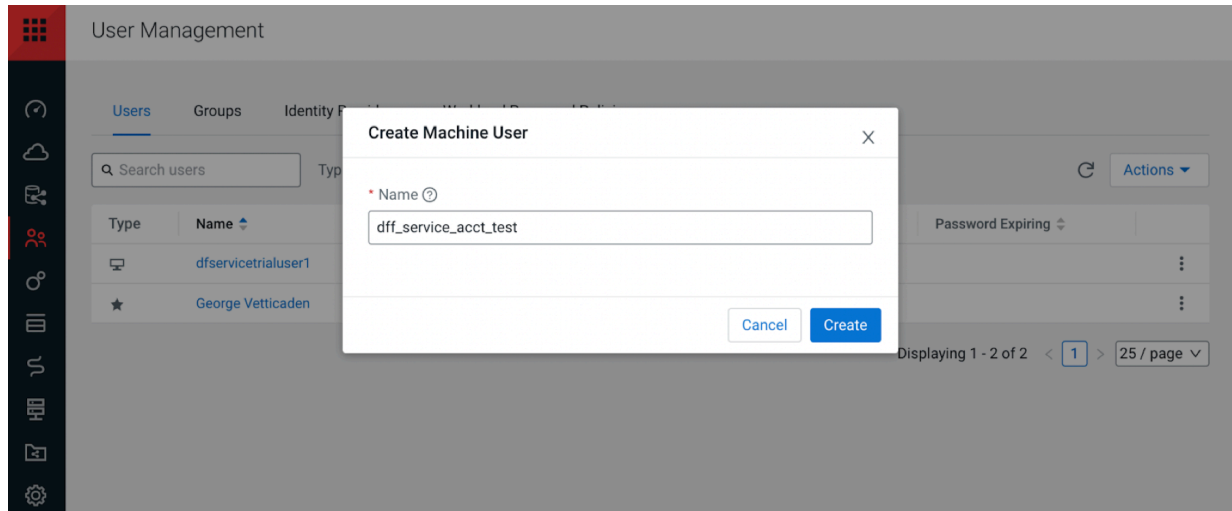 User Management
Users Groups Identity
Create Machine User
Search users
Actions
* Name
dff_service_acct_test
Type Name Password Expiring
dfservicetrialuser1
George Vetticaden
Cancel Create
Displaying 1 - 2 of 2 < 1 > 25 / page